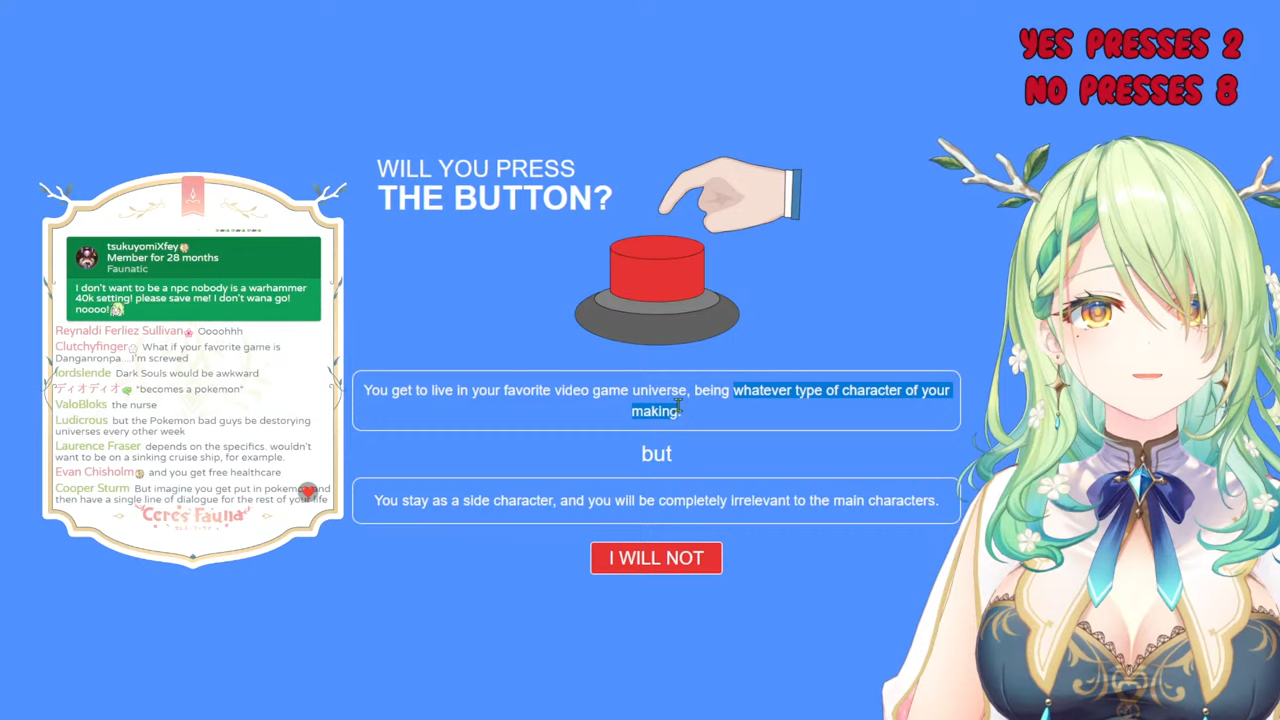 YES PRESSES 2
NO PRESSES 8
WILL YOU PRESS
THE BUTTON?
tsukuyomiXfey
Member for 28 months
Faunatic
I don't want to be a npc nobody is a warhammer
40k setting! please save me! I don't wana go!
noooo!
Reynaldi Ferliez Sullivan Oooohhh
Clutchyfinger What if your favorite game is
Danganronpa....I'm screwed
lordslende Dark Souls would be awkward
ディオディオ *becomes a pokemon*
ValoBloks the nurse
Ludicrous but the Pokemon bad guys be destorying
universes every other week
Laurence Fraser depends on the specifics. wouldn't
want to be on a sinking cruise ship, for example.
Evan Chisholm and you get free healthcare
Cooper Sturm But imagine you get put in pokemon and
then have a single line of dialogue for the rest of your life
Ceres Fauna
You get to live in your favorite video game universe, being whatever type of character of your
making.
but
You stay as a side character, and you will be completely irrelevant to the main characters.
I WILL NOT